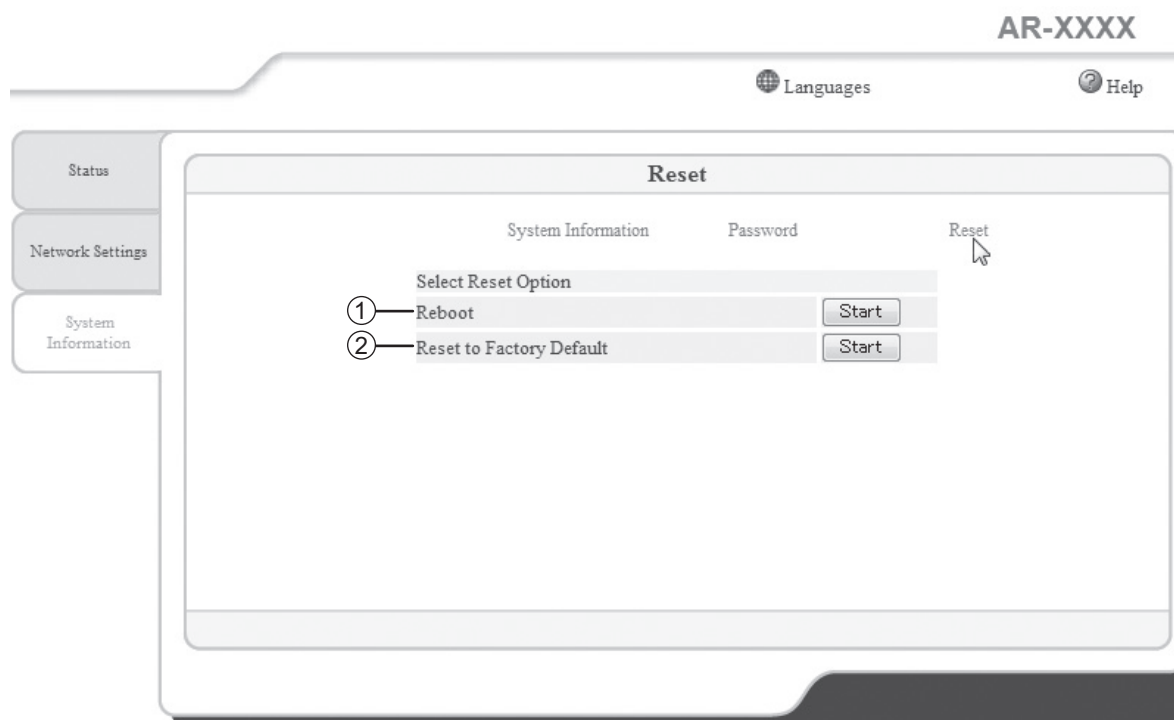 AR-XXXX
Languages
Help
Status
Reset
Network Settings
System Information
Password
Reset
System
Information
Select Reset Option
① Reboot
Start
② Reset to Factory Default
Start